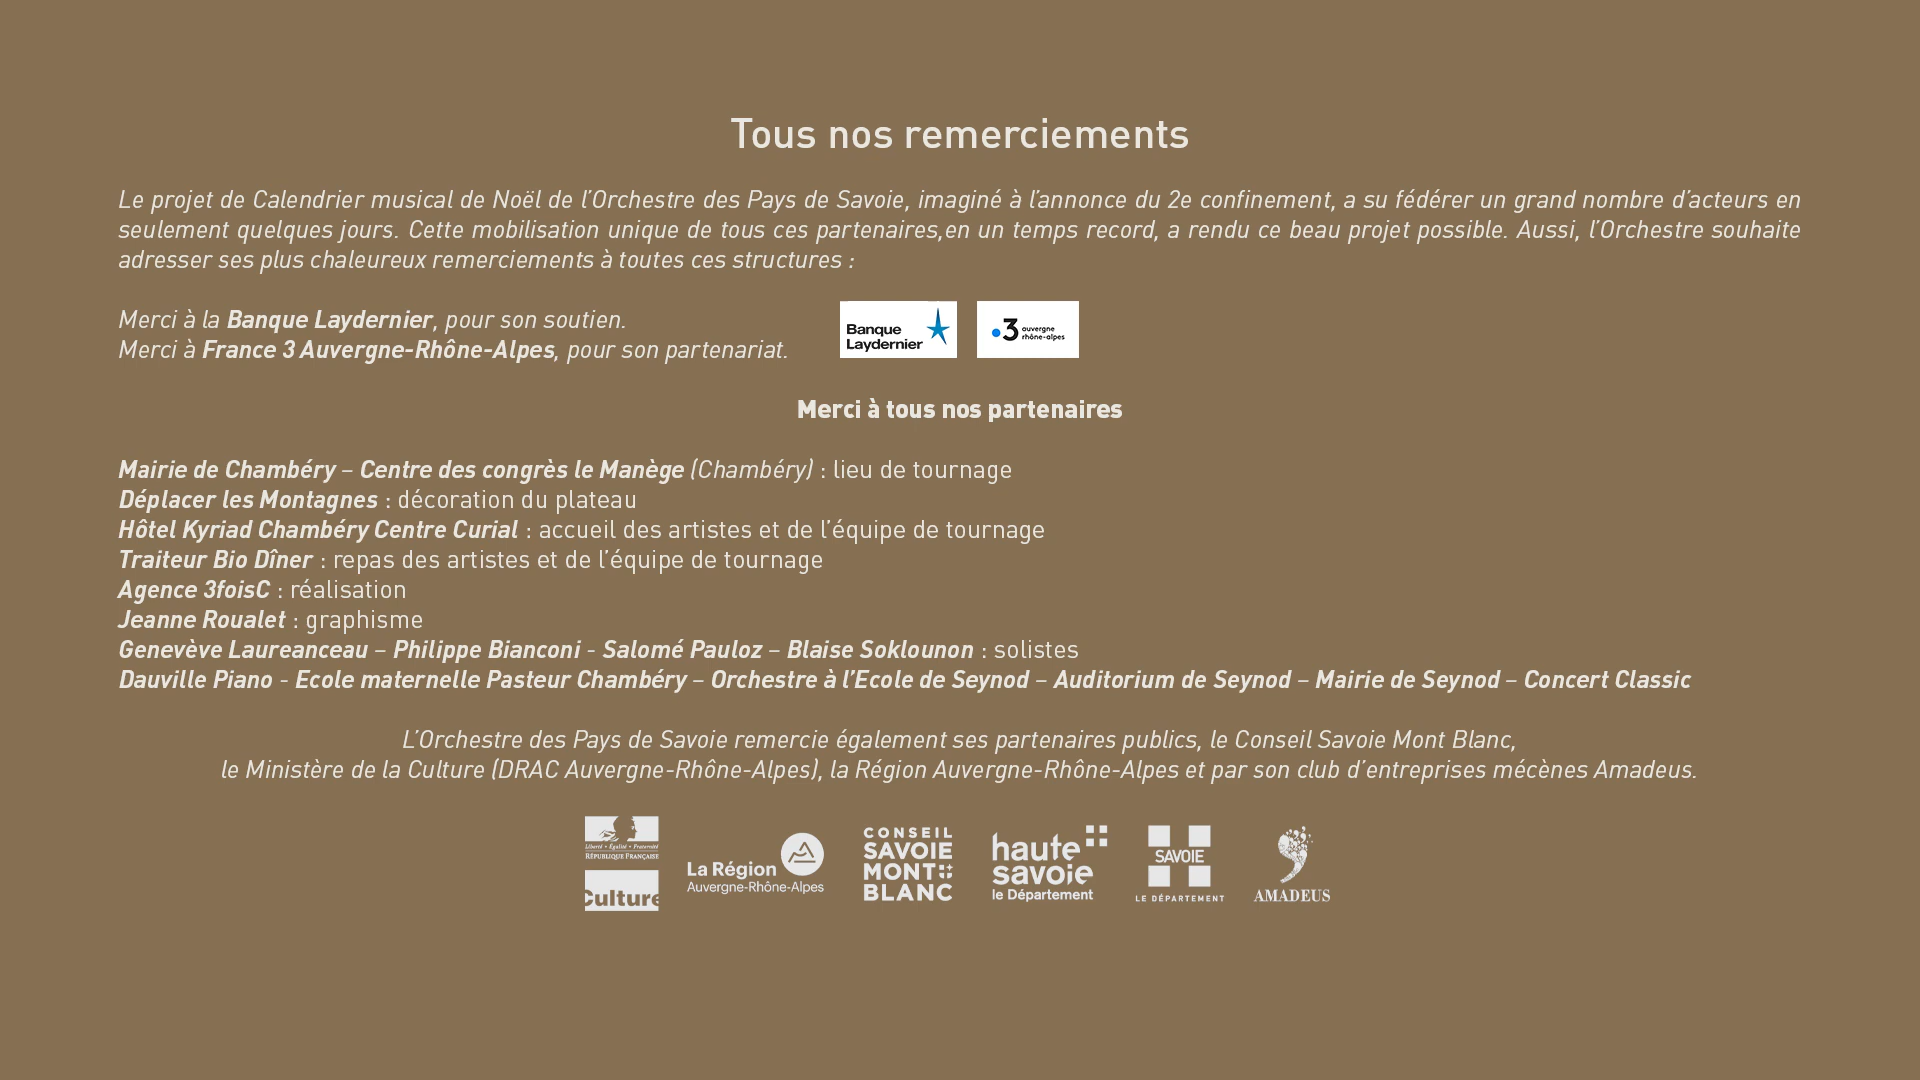 Tous nos remerciements
Le projet de Calendrier musical de Noël de l’Orchestre des Pays de Savoie, imaginé à l’annonce du 2e confinement, a su fédérer un grand nombre d’acteurs en
seulement quelques jours. Cette mobilisation unique de tous ces partenaires,en un temps record, a rendu ce beau projet possible. Aussi, l’Orchestre souhaite
adresser ses plus chaleureux remerciements à toutes ces structures :
Merci à la Banque Laydernier, pour son soutien.
Merci à France 3 Auvergne-Rhône-Alpes, pour son partenariat.
Banque
Laydernier
3 auvergne
rhône-alpes
Merci à tous nos partenaires
Mairie de Chambéry – Centre des congrès le Manège (Chambéry) : lieu de tournage
Déplacer les Montagnes : décoration du plateau
Hôtel Kyriad Chambéry Centre Curial : accueil des artistes et de l’équipe de tournage
Traiteur Bio Dîner : repas des artistes et de l’équipe de tournage
Agence 3foisC : réalisation
Jeanne Roualet : graphisme
Genevève Laureanceau – Philippe Bianconi - Salomé Pauloz – Blaise Soklounon : solistes
Dauville Piano - Ecole maternelle Pasteur Chambéry – Orchestre à l’Ecole de Seynod – Auditorium de Seynod – Mairie de Seynod – Concert Classic
L’Orchestre des Pays de Savoie remercie également ses partenaires publics, le Conseil Savoie Mont Blanc,
le Ministère de la Culture (DRAC Auvergne-Rhône-Alpes), la Région Auvergne-Rhône-Alpes et par son club d’entreprises mécènes Amadeus.
Liberté • Égalité • Fraternité
RÉPUBLIQUE FRANÇAISE
Culture
La Région
Auvergne-Rhône-Alpes
CONSEIL
SAVOIE
MONT
BLANC
haute
savoie
le Département
SAVOIE
LE DÉPARTEMENT
AMADEUS